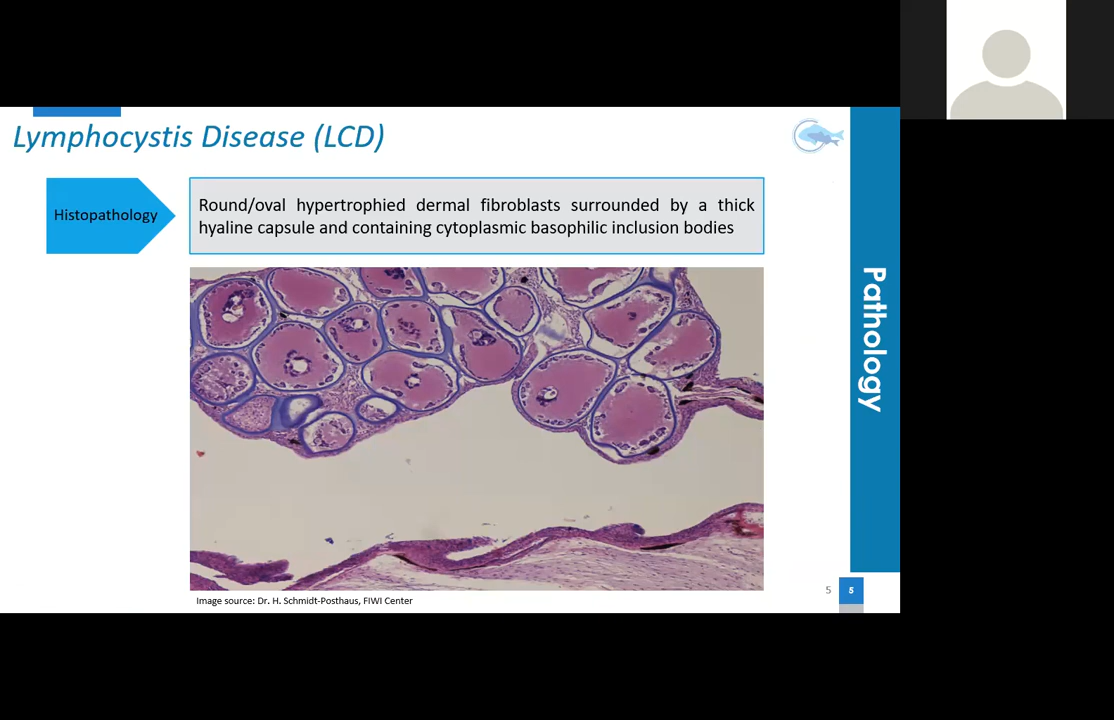 Lymphocystis Disease (LCD)
Histopathology
Round/oval hypertrophied dermal fibroblasts surrounded by a thick
hyaline capsule and containing cytoplasmic basophilic inclusion bodies
Pathology
Image source: Dr. H. Schmidt-Posthaus, FIWI Center
5
5